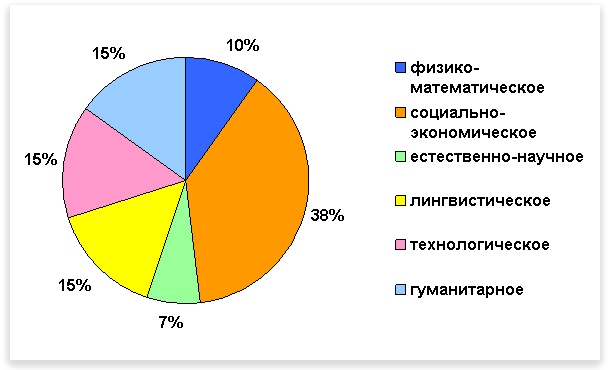 15%
10%
15%
38%
15%
7%
физико-
математическое
социально-
экономическое
естественно-научное
лингвистическое
технологическое
гуманитарное